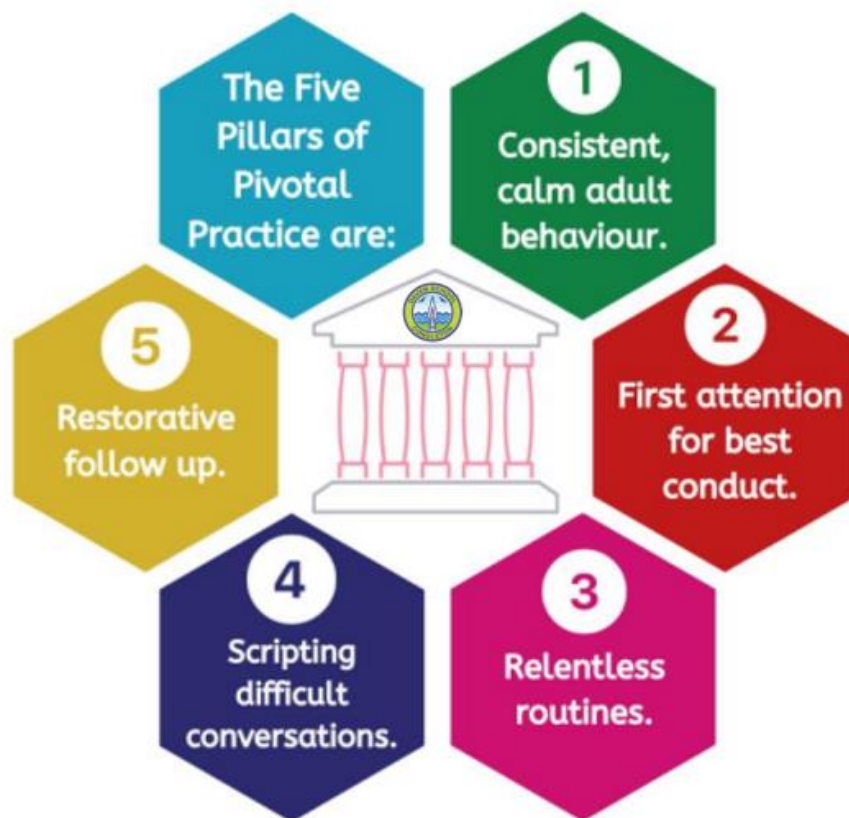 The Five
Pillars of
Pivotal
Practice are:
1
Consistent,
calm adult
behaviour.
2
First attention
for best
conduct.
3
Relentless
routines.
4
Scripting
difficult
conversations.
5
Restorative
follow up.